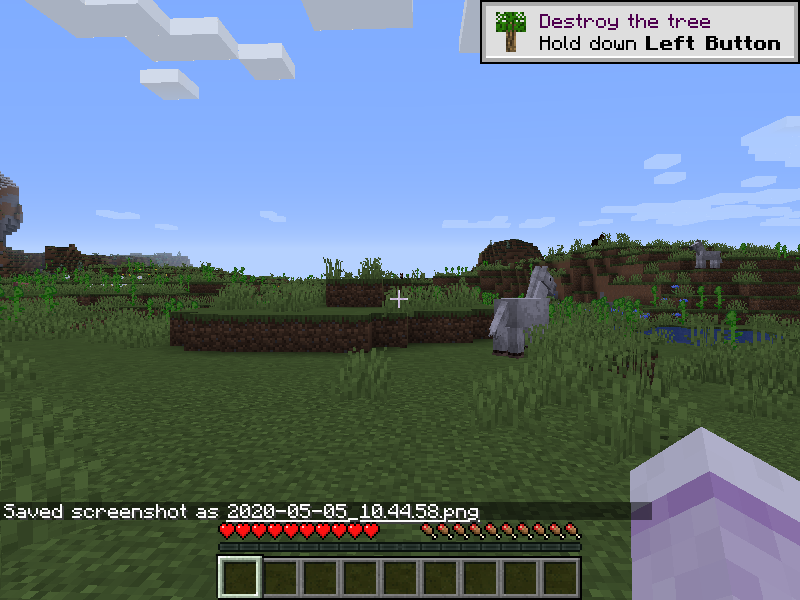 Destroy the tree
Hold down Left Button
Saved screenshot as 2020-05-05_10.44.58.png